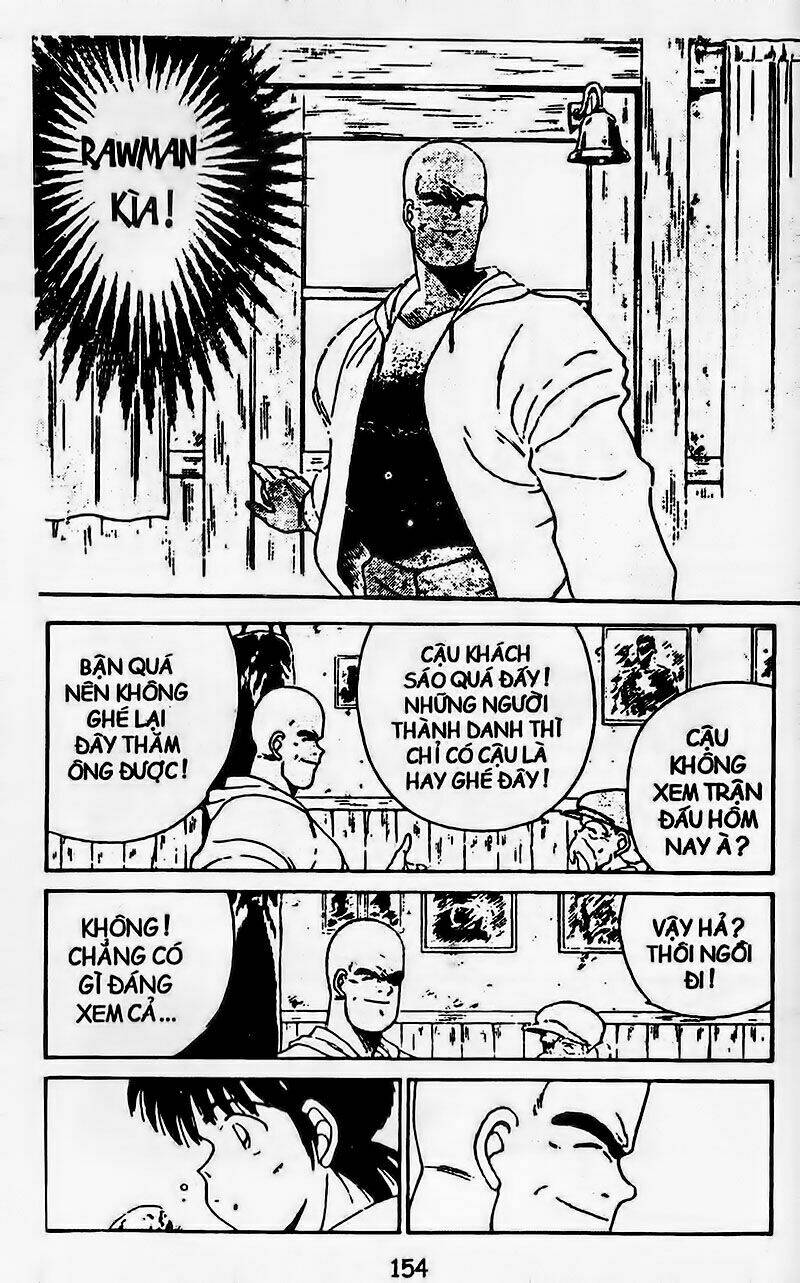 RAWMAN
KÌA!
BẬN QUÁ
NÊN KHÔNG
GHÉ LẠI
ĐÂY THĂM
ÔNG ĐƯỢC!
CẬU KHÁCH
SÁO QUÁ ĐẤY!
NHỮNG NGƯỜI
THÀNH DANH THÌ
CHỈ CÓ CẬU LÀ
HAY GHÉ ĐÂY!
CẬU
KHÔNG
XEM TRẬN
ĐẤU HÔM
NAY À?
KHÔNG!
CHẲNG CÓ
GÌ ĐÁNG
XEM CẢ...
VẬY HẢ?
THÔI NGỒI
ĐI!
154